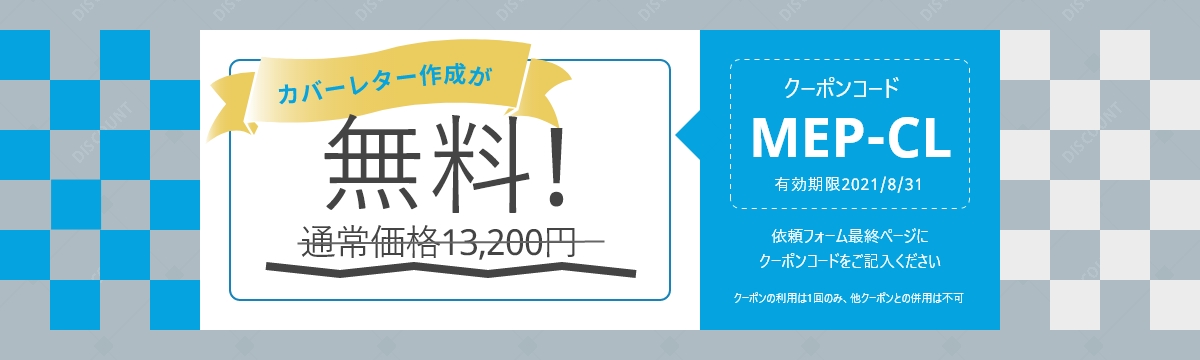 カバーレター作成が
無料!
通常価格13,200円
クーポンコード
MEP-CL
有効期限2021/8/31
依頼フォーム最終ページに
クーポンコードをご記入ください
クーポンの利用は1回のみ、他クーポンとの併用は不可
DISCOUNT
DISCOUNT